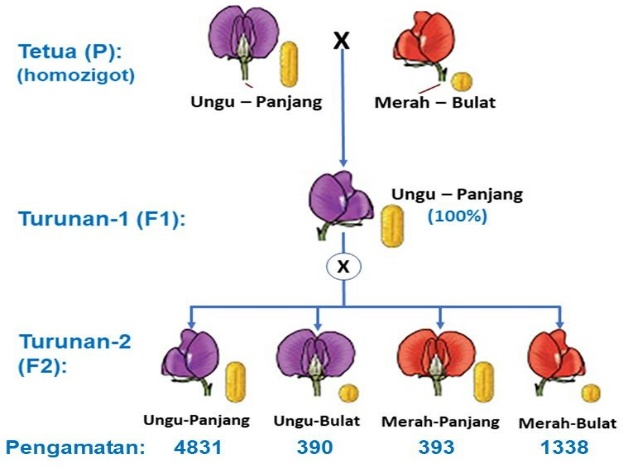 Tetua (P):
(homozigot)
X
Ungu – Panjang
Merah – Bulat
Turunan-1 (F1):
Ungu – Panjang
(100%)
X
Turunan-2
(F2):
Ungu-Panjang
Ungu-Bulat
Merah-Panjang
Merah-Bulat
Pengamatan: 4831 390 393 1338